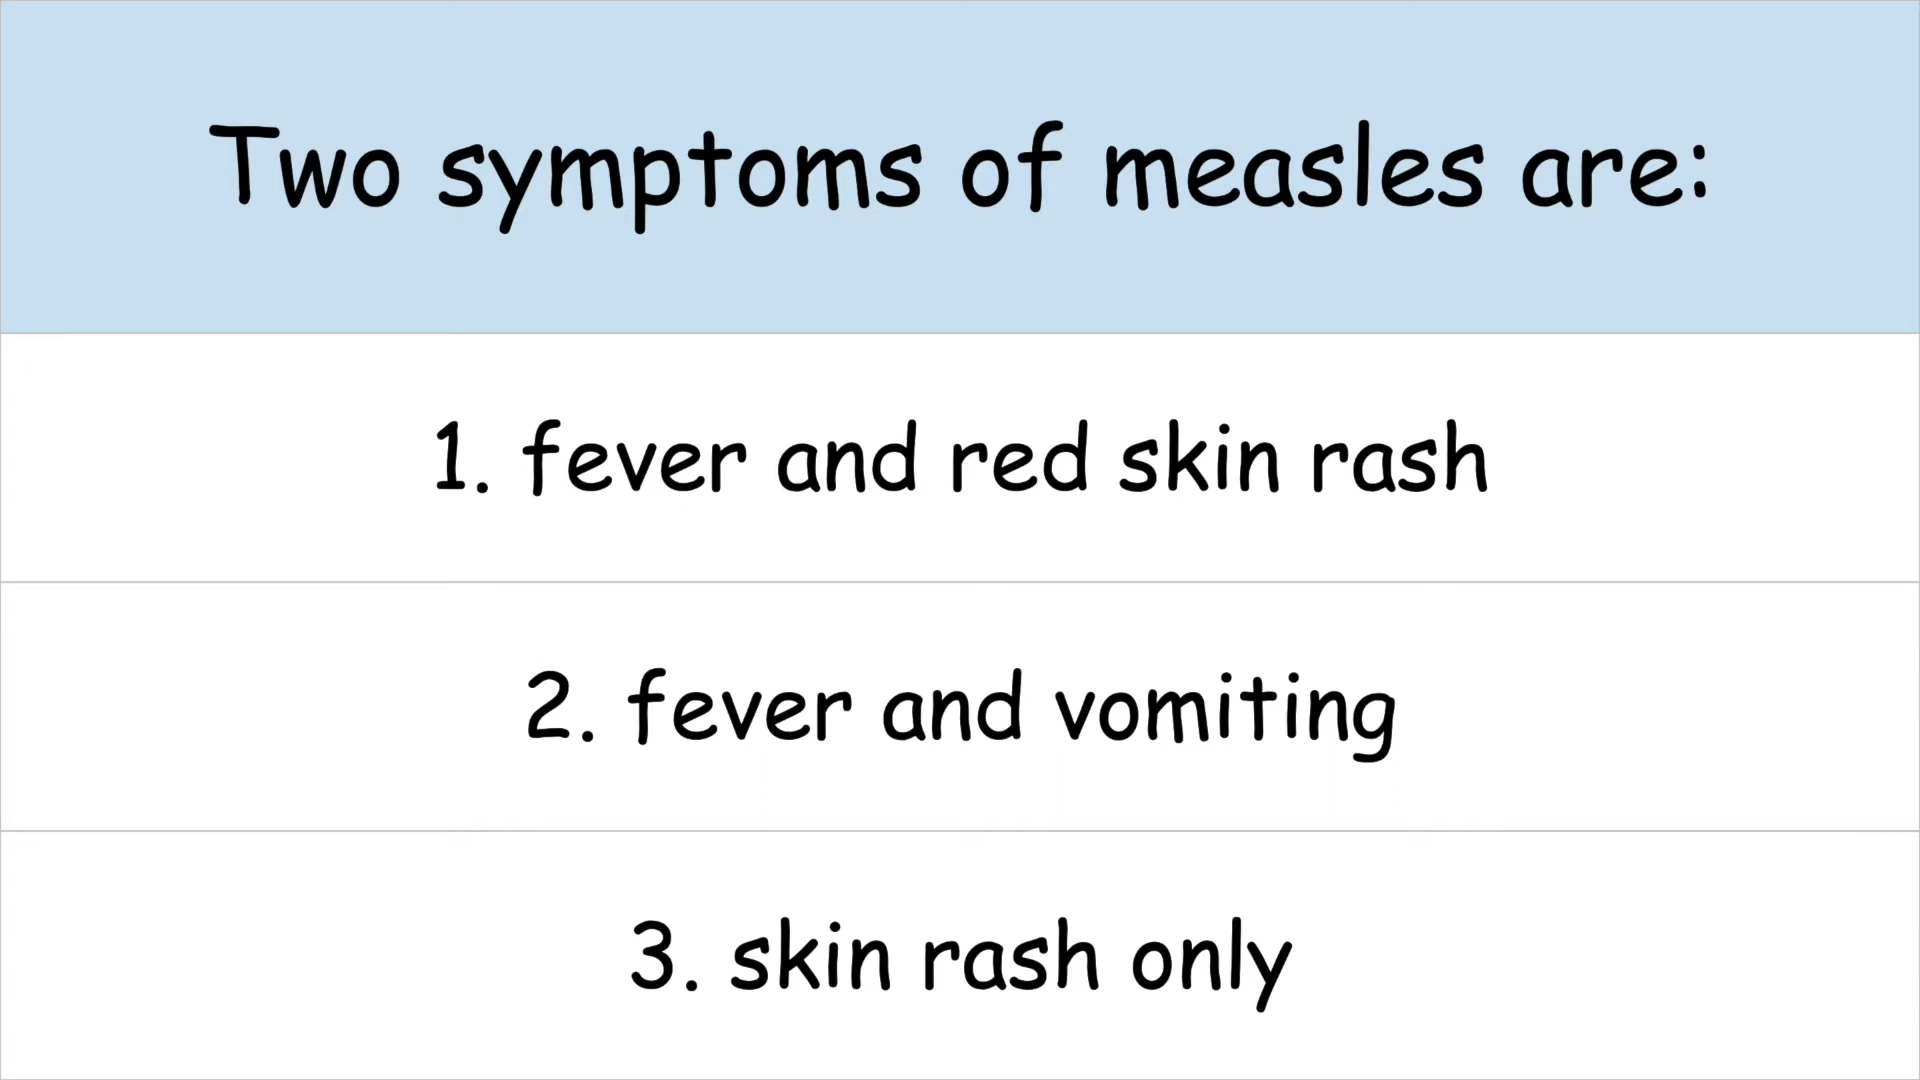 Two symptoms of measles are:
1. fever and red skin rash
2. fever and vomiting
3. skin rash only